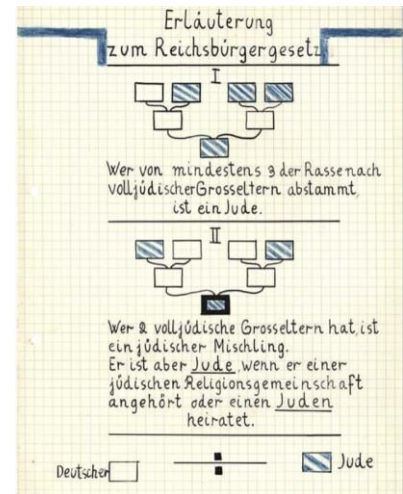 Erläuterung
zum Reichsbürgergesetz
I
Wer von mindestens 3 der Rasse nach
volljüdischer Grosseltern abstammt,
ist ein Jude.
II
Wer 2 volljüdische Grosseltern hat, ist
ein jüdischer Mischling.
Er ist aber Jude, wenn er einer
jüdischen Religionsgemeinschaft
angehört oder einen Juden
heiratet.
Deutscher
Jude